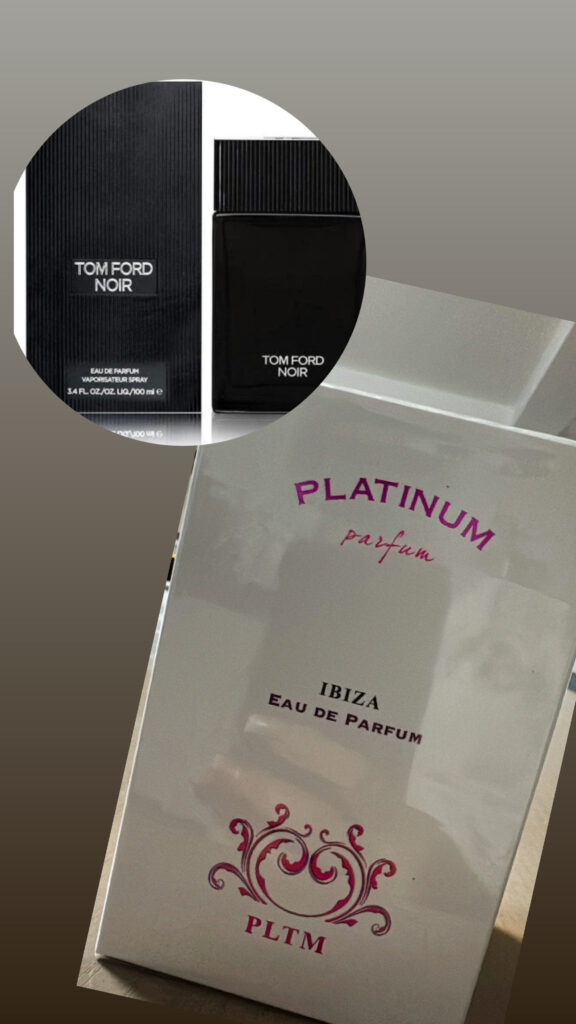 TOM FORD
NOIR
EAU DE PARFUM
VAPORISATEUR SPRAY
3.4 FL. OZ./OZ. LIQ./100 ml ℮
TOM FORD
NOIR
PLATINUM
parfum
IBIZA
EAU DE PARFUM
PLTM